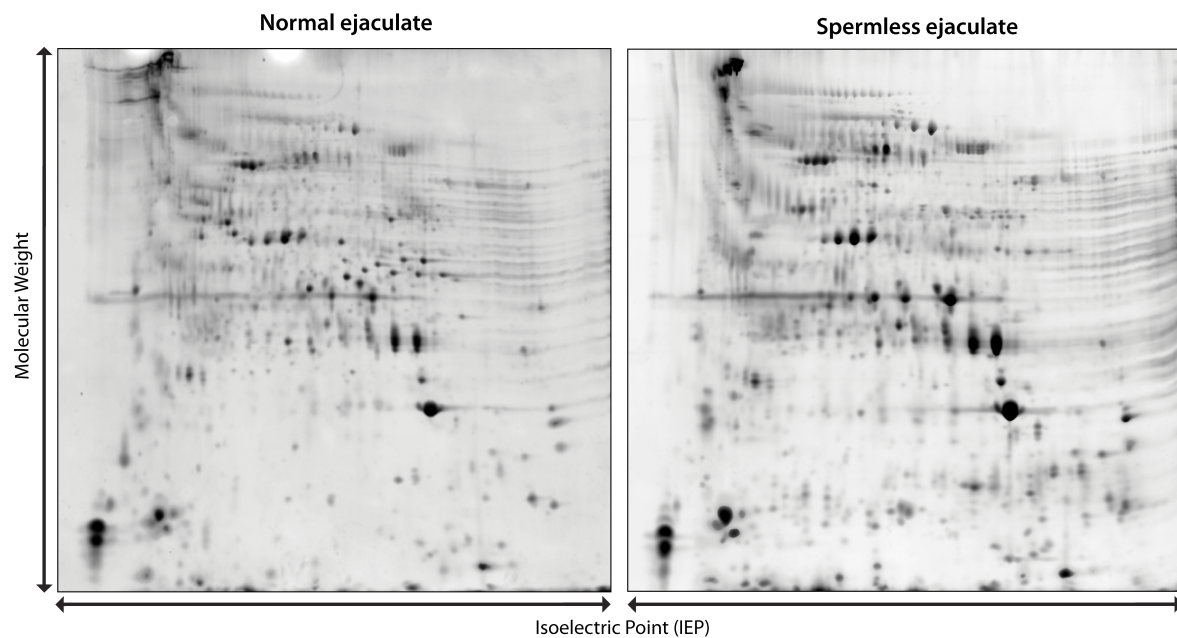 Normal ejaculate
Spermless ejaculate
Molecular Weight
Isoelectric Point (IEP)